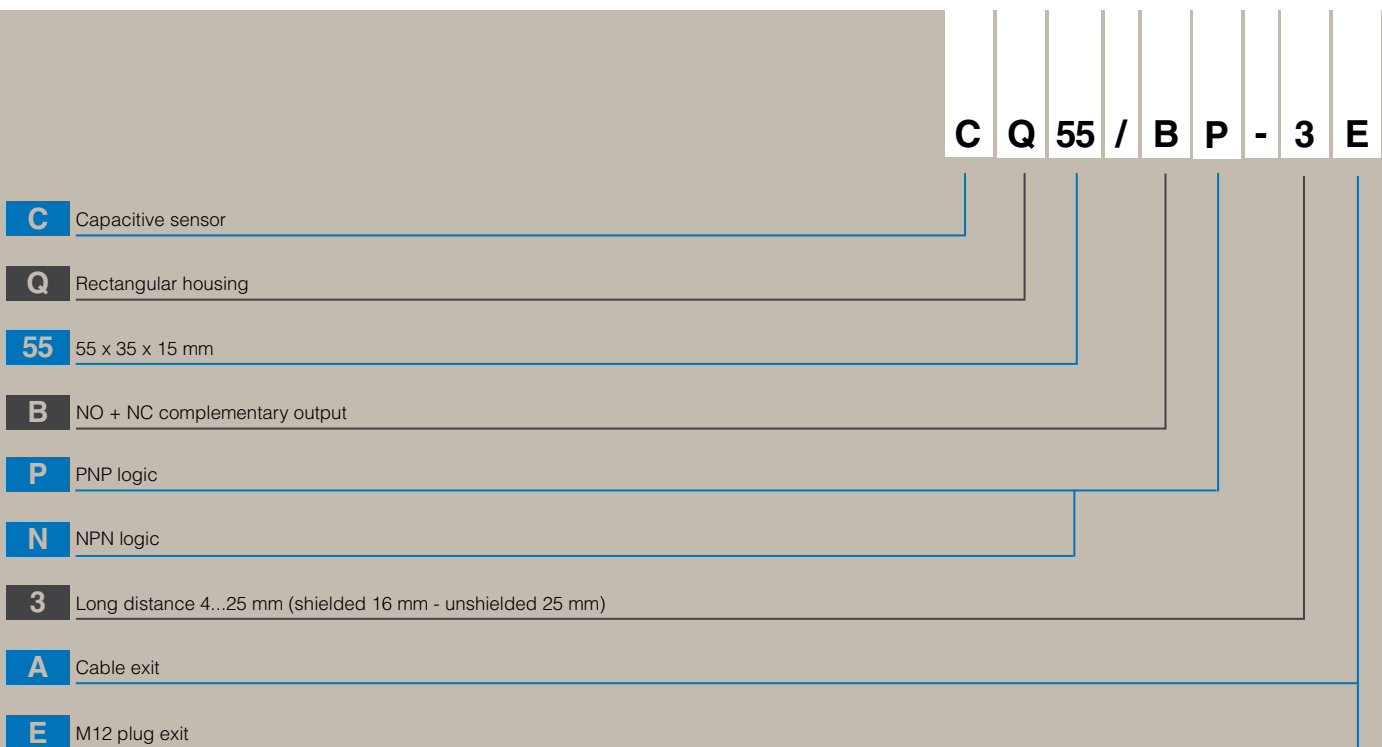 C Q 55 / B P - 3 E
C Capacitive sensor
Q Rectangular housing
55 55 x 35 x 15 mm
B NO + NC complementary output
P PNP logic
N NPN logic
3 Long distance 4...25 mm (shielded 16 mm - unshielded 25 mm)
A Cable exit
E M12 plug exit